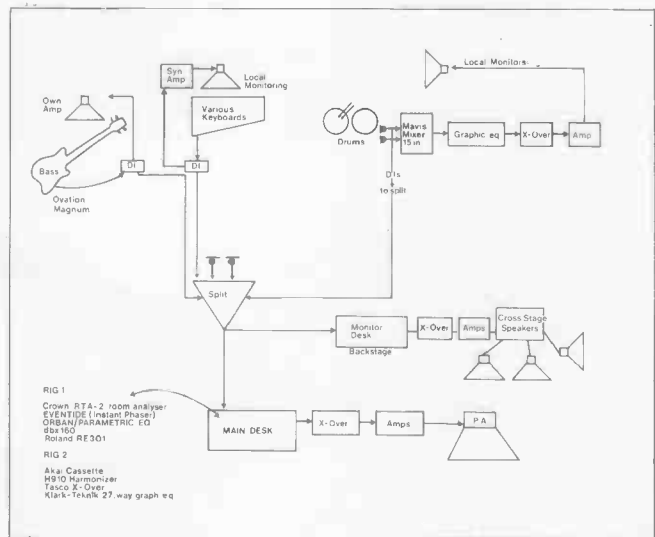 Own
Amp
Bass
Ovation
Magnum
DI
Syn
Amp
Local
Monitoring
Various
Keyboards
DI
Drums
Mavis
Mixer
15 in
Graphic eq
X-Over
Amp
Local Monitors
DIs
to split
Split
Monitor
Desk
Backstage
X-Over
Amps
Cross Stage
Speakers
MAIN DESK
X-Over
Amps
PA
RIG 1
Crown RTA-2 room analyser
EVENTIDE (Instant Phaser)
ORBAN/PARAMETRIC EQ
dbx 160
Roland RE301
RIG 2
Akai Cassette
H910 Harmonizer
Tasco X-Over
Klark-Teknik 27, way graph eq